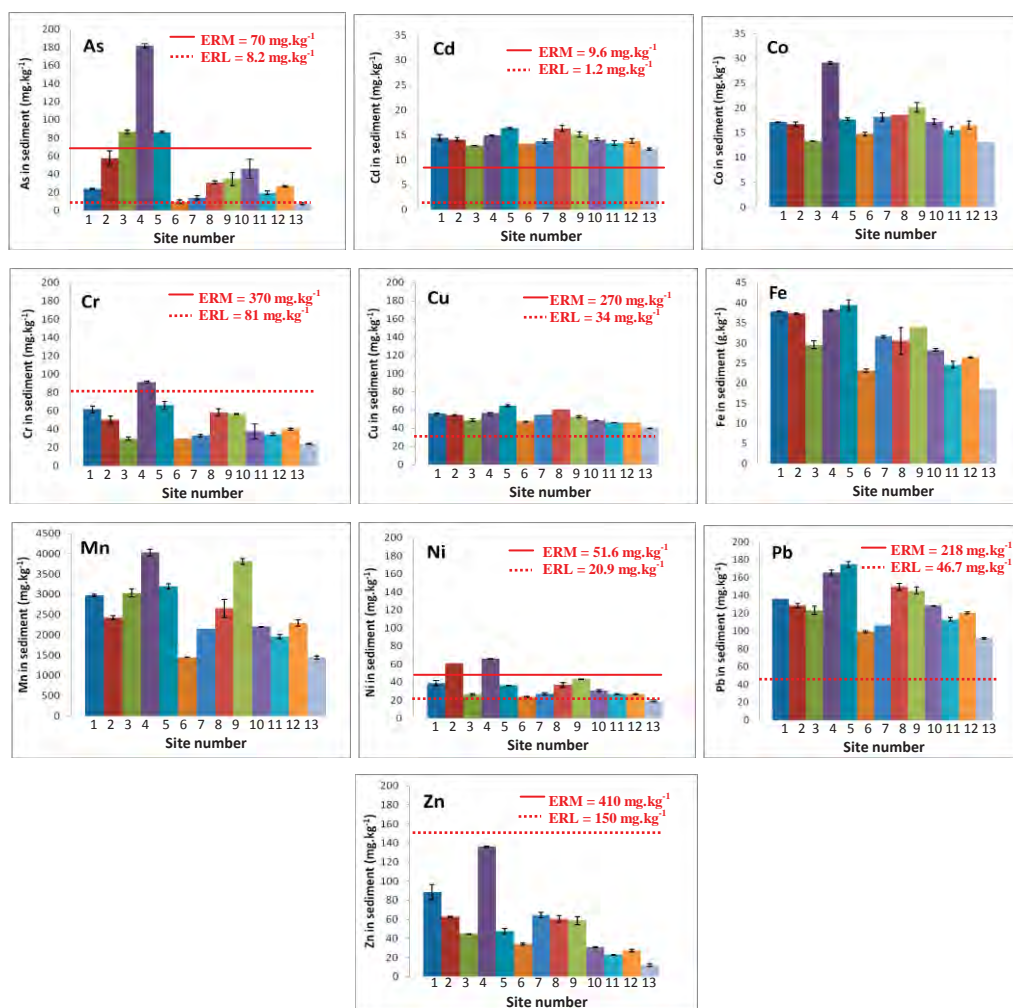 As
ERM = 70 mg.kg-1
ERL = 8.2 mg.kg-1
As in sediment (mg.kg-1)
200
180
160
140
120
100
80
60
40
20
0
1 2 3 4 5 6 7 8 9 10 11 12 13
Site number
Cd
ERM = 9.6 mg.kg-1
ERL = 1.2 mg.kg-1
Cd in sediment (mg.kg-1)
35
30
25
20
15
10
5
0
1 2 3 4 5 6 7 8 9 10 11 12 13
Site number
Co
Co in sediment (mg.kg-1)
35
30
25
20
15
10
5
0
1 2 3 4 5 6 7 8 9 10 11 12 13
Site number
Cr
ERM = 370 mg.kg-1
ERL = 81 mg.kg-1
Cr in sediment (mg.kg-1)
200
180
160
140
120
100
80
60
40
20
0
1 2 3 4 5 6 7 8 9 10 11 12 13
Site number
Cu
ERM = 270 mg.kg-1
ERL = 34 mg.kg-1
Cu in sediment (mg.kg-1)
200
180
160
140
120
100
80
60
40
20
0
1 2 3 4 5 6 7 8 9 10 11 12 13
Site number
Fe
Fe in sediment (g.kg-1)
45
40
35
30
25
20
15
10
5
0
1 2 3 4 5 6 7 8 9 10 11 12 13
Site number
Mn
Mn in sediment (mg.kg-1)
4500
4000
3500
3000
2500
2000
1500
1000
500
0
1 2 3 4 5 6 7 8 9 10 11 12 13
Site number
Ni
ERM = 51.6 mg.kg-1
ERL = 20.9 mg.kg-1
Ni in sediment (mg.kg-1)
200
180
160
140
120
100
80
60
40
20
0
1 2 3 4 5 6 7 8 9 10 11 12 13
Site number
Pb
ERM = 218 mg.kg-1
ERL = 46.7 mg.kg-1
Pb in sediment (mg.kg-1)
200
180
160
140
120
100
80
60
40
20
0
1 2 3 4 5 6 7 8 9 10 11 12 13
Site number
Zn
ERM = 410 mg.kg-1
ERL = 150 mg.kg-1
Zn in sediment (mg.kg-1)
200
180
160
140
120
100
80
60
40
20
0
1 2 3 4 5 6 7 8 9 10 11 12 13
Site number